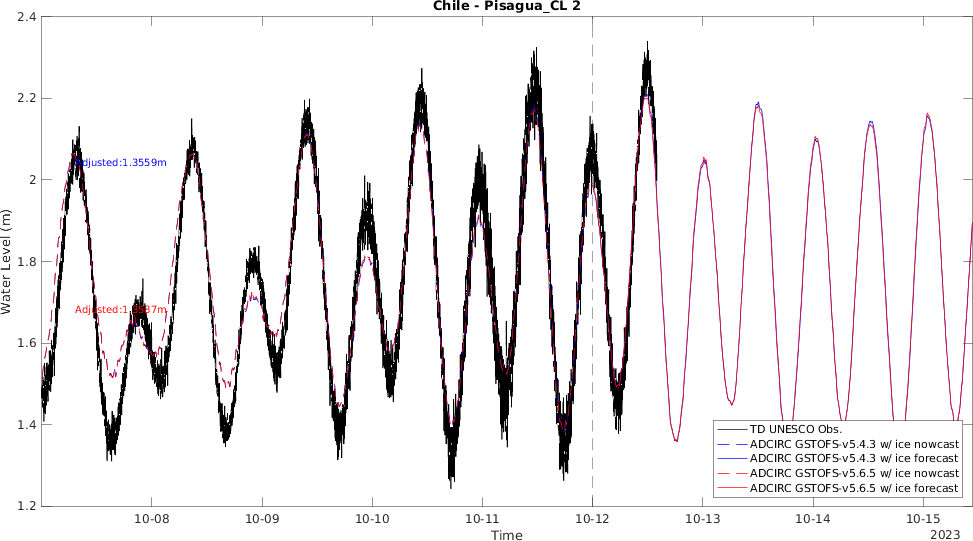 Chile - Pisagua_CL 2
2.4
2.2
2
1.8
1.6
1.4
1.2
Water Level (m)
Adjusted:1.3559m
10-08
10-09
10-10
10-11
10-12
10-13
10-14
10-15
Time
2023
TD UNESCO Obs.
ADCIRC GSTOFS-v5.4.3 w/ ice nowcast
ADCIRC GSTOFS-v5.4.3 w/ ice forecast
ADCIRC GSTOFS-v5.6.5 w/ ice nowcast
ADCIRC GSTOFS-v5.6.5 w/ ice forecast